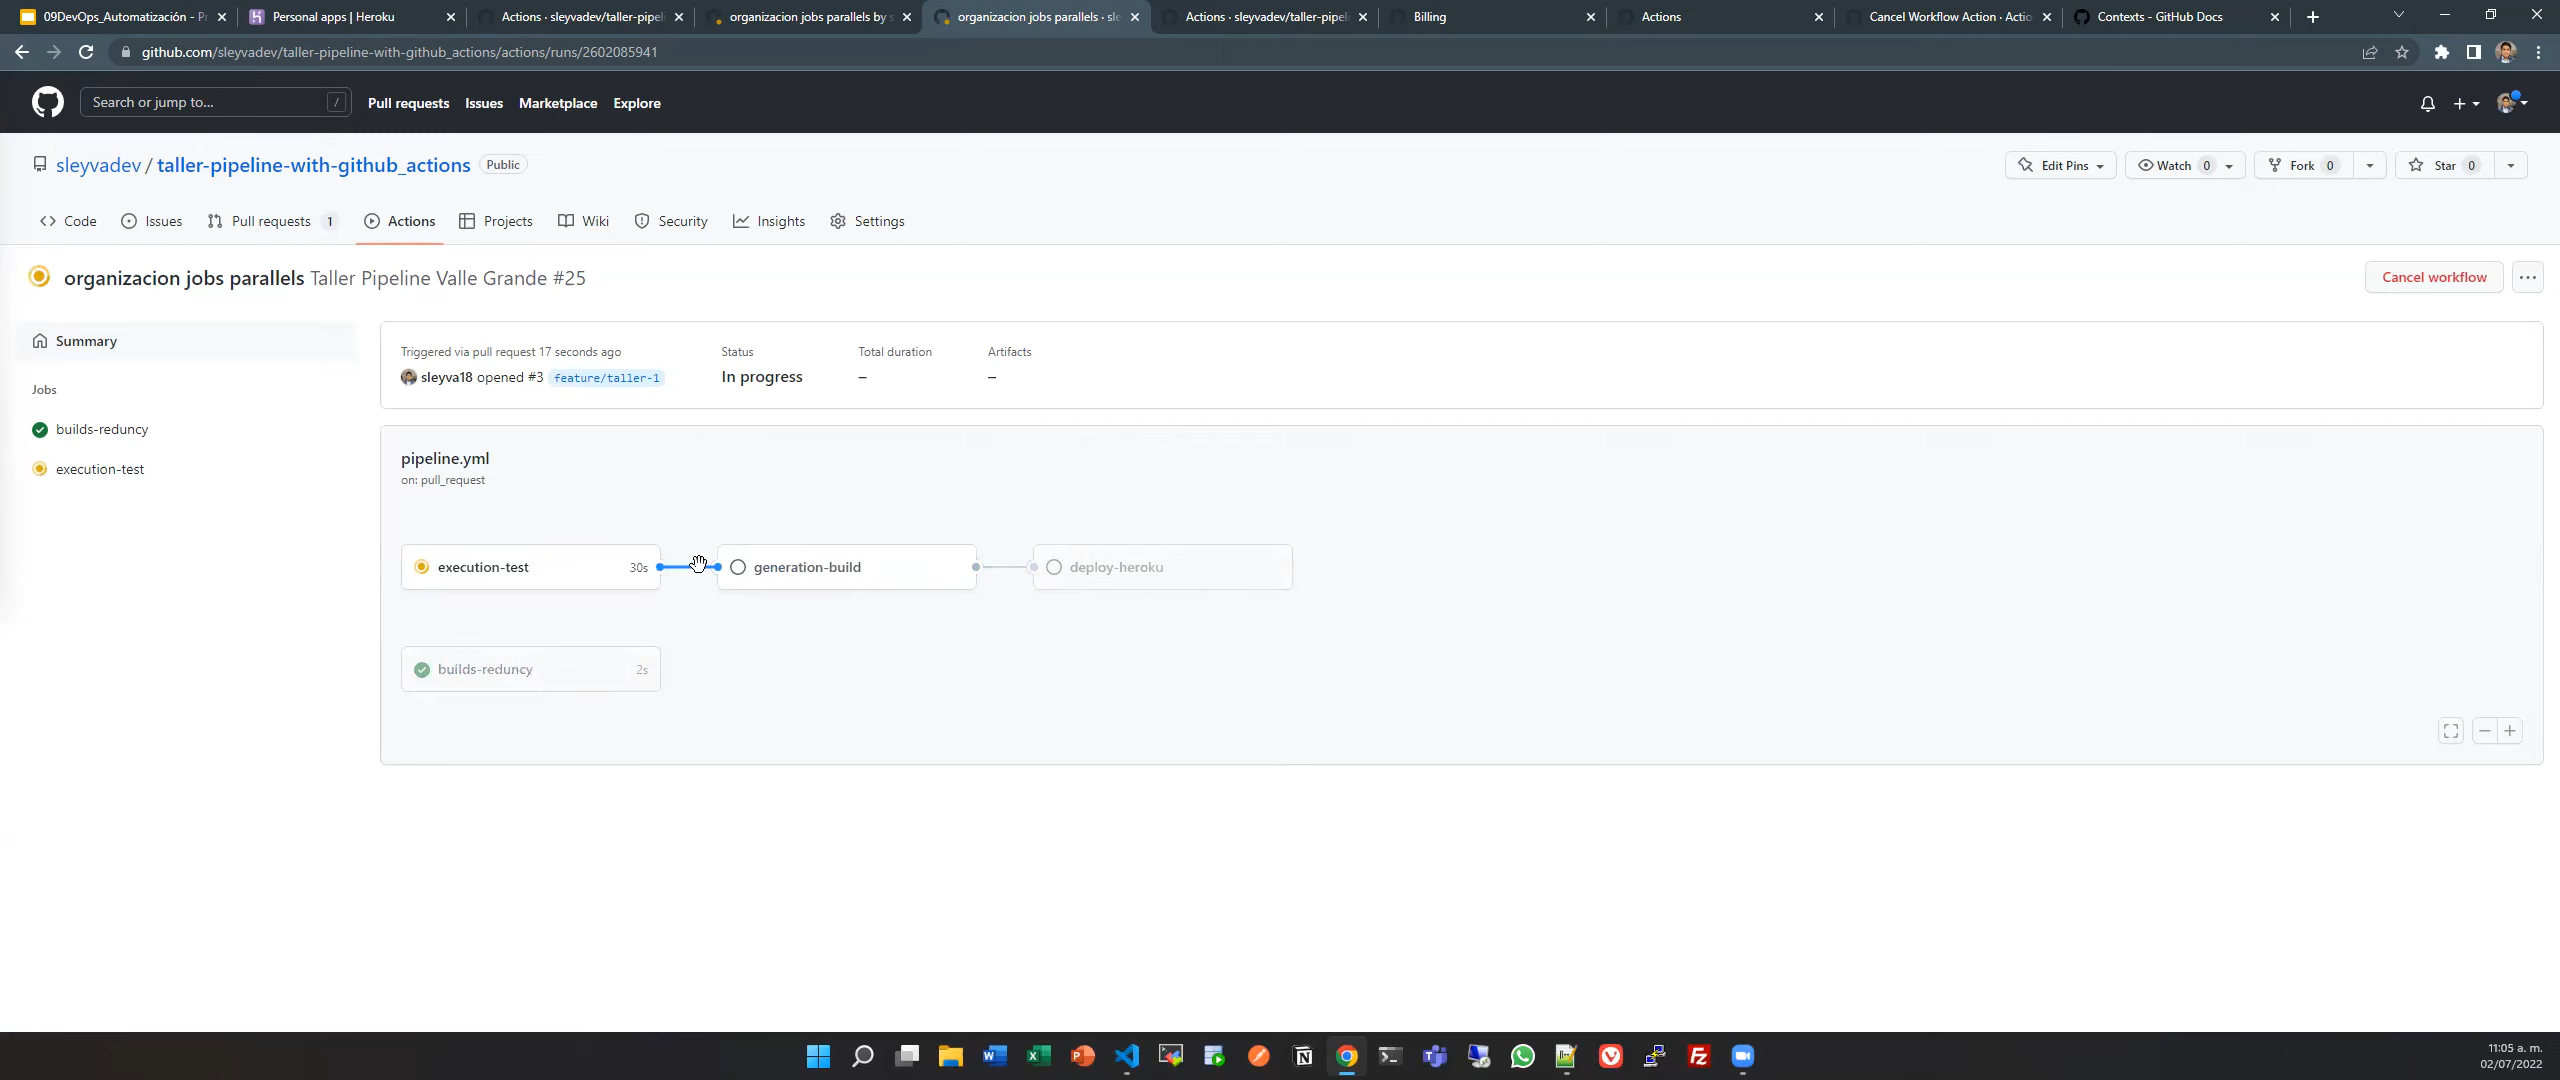 09DevOps_Automatización - Pr
Personal apps | Heroku
Actions · sleyvadev/taller-pipeli
organizacion jobs parallels by s
organizacion jobs parallels · sle
Actions · sleyvadev/taller-pipeli
Billing
Actions
Cancel Workflow Action · Actio
Contexts - GitHub Docs
github.com/sleyvadev/taller-pipeline-with-github_actions/actions/runs/2602085941
Search or jump to... /
Pull requests
Issues
Marketplace
Explore
sleyvadev / taller-pipeline-with-github_actions Public
Edit Pins
Watch 0
Fork 0
Star 0
Code
Issues
Pull requests 1
Actions
Projects
Wiki
Security
Insights
Settings
organizacion jobs parallels Taller Pipeline Valle Grande #25
Cancel workflow
Summary
Jobs
builds-reduncy
execution-test
Triggered via pull request 17 seconds ago
sleyva18 opened #3 feature/taller-1
Status
In progress
Total duration
–
Artifacts
–
pipeline.yml
on: pull_request
execution-test 30s
generation-build
deploy-heroku
builds-reduncy 2s
11:05 a. m.
02/07/2022